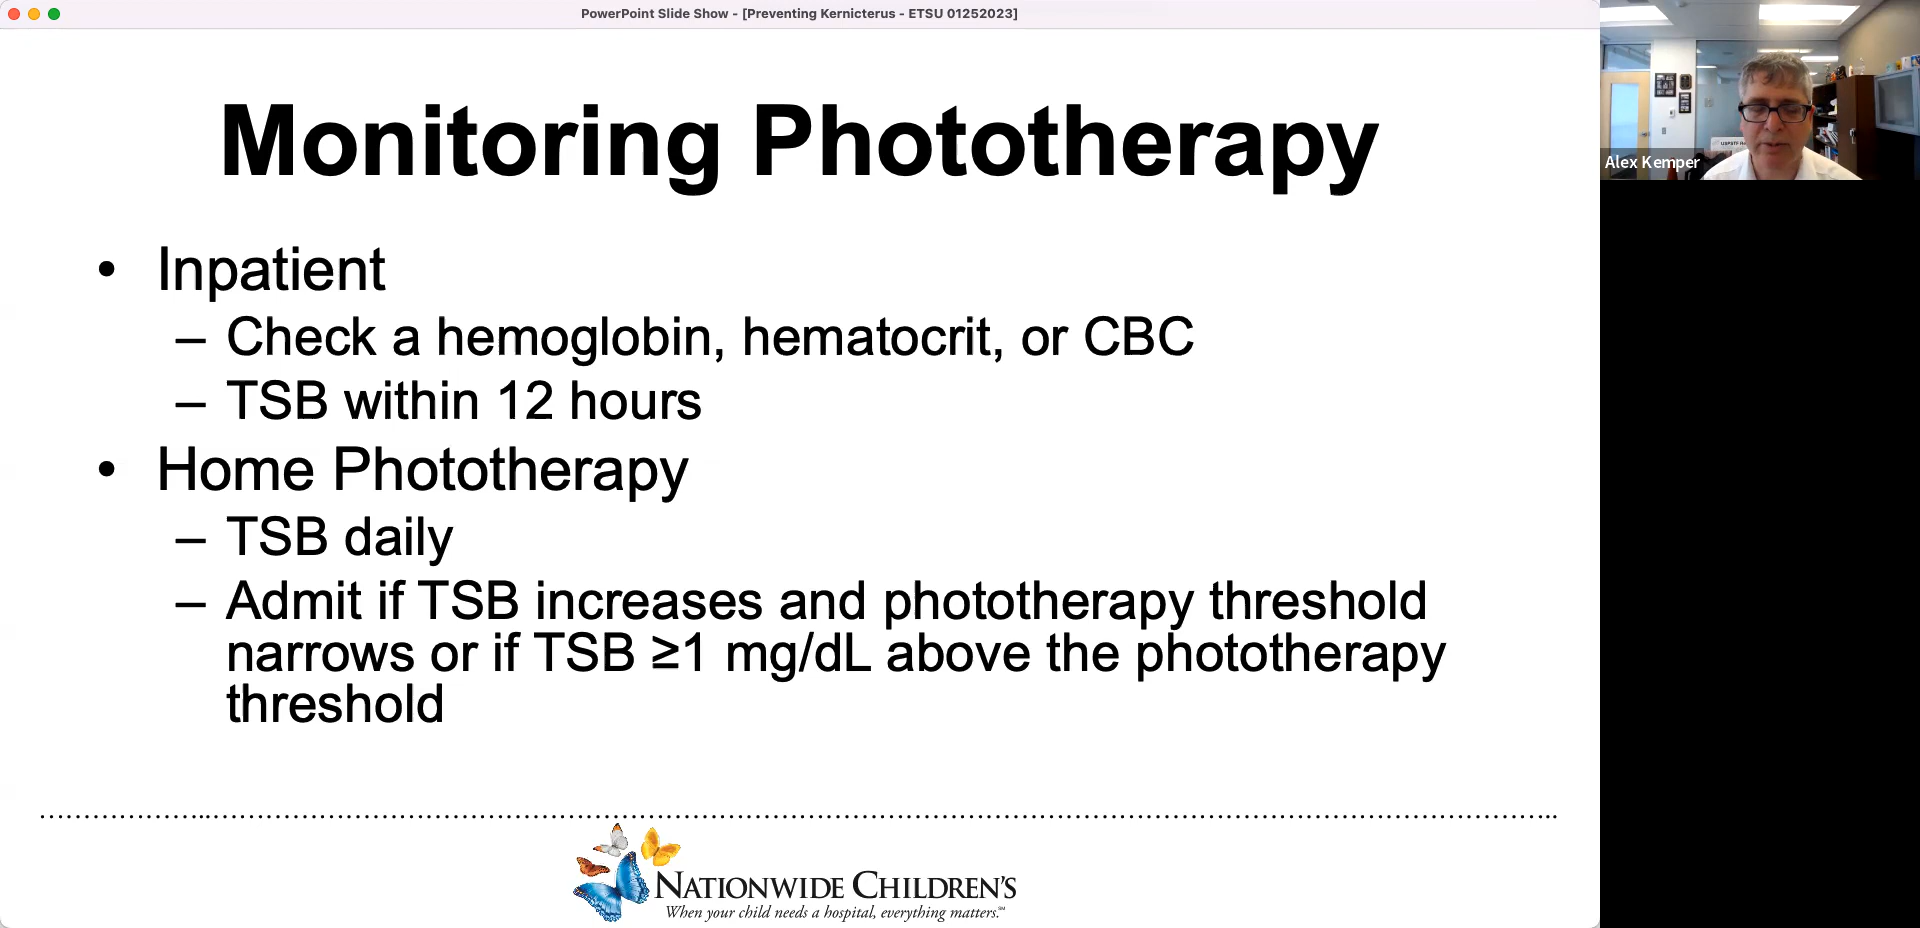 PowerPoint Slide Show - [Preventing Kernicterus - ETSU 01252023]
Monitoring Phototherapy
• Inpatient
– Check a hemoglobin, hematocrit, or CBC
– TSB within 12 hours
• Home Phototherapy
– TSB daily
– Admit if TSB increases and phototherapy threshold
narrows or if TSB ≥1 mg/dL above the phototherapy
threshold
NATIONWIDE CHILDREN'S
When your child needs a hospital, everything matters.℠
Alex Kemper